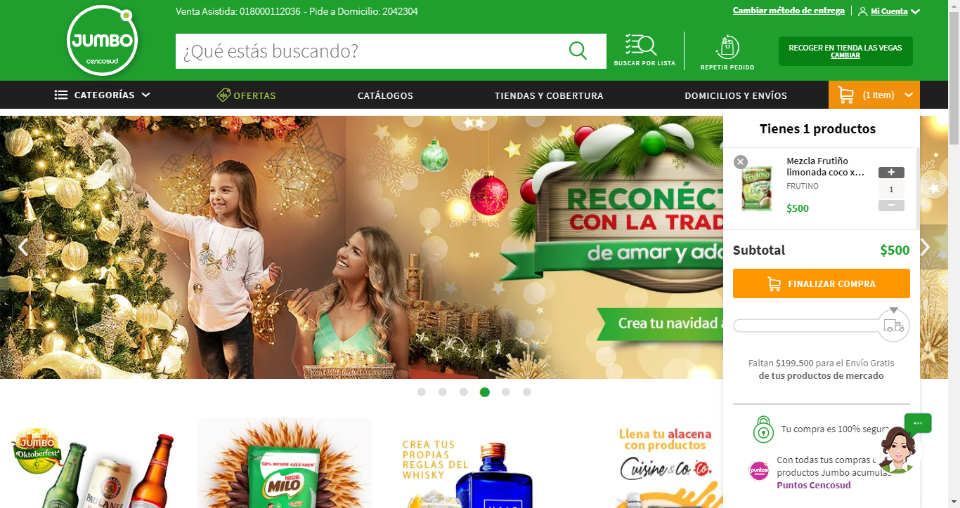 Venta Asistida: 018000112036 - Pide a Domicilio: 2042304
Cambiar método de entrega
Mi Cuenta
JUMBO
cencosud
¿Qué estás buscando?
BUSCAR POR LISTA
REPETIR PEDIDO
RECOGER EN TIENDA LAS VEGAS
CAMBIAR
CATEGORÍAS
OFERTAS
CATÁLOGOS
TIENDAS Y COBERTURA
DOMICILIOS Y ENVÍOS
(1 item)
Tienes 1 productos
Mezcla Frutiño
limonada coco x...
FRUTIÑO
1
$500
Subtotal
$500
FINALIZAR COMPRA
Faltan $199.500 para el Envío Gratis
de tus productos de mercado
Tu compra es 100% segura
Con todas tus compras
productos Jumbo acumulas
Puntos Cencosud
puntos
RECONÉCT
CON LA TRAD
de amar y ado
Crea tu navidad a
JUMBO
Oktoberfest
PAULANER
MILO
CREA TUS
PROPIAS
REGLAS DEL
WHISKY
Llena tu alacena
con productos
Cuisine&Co